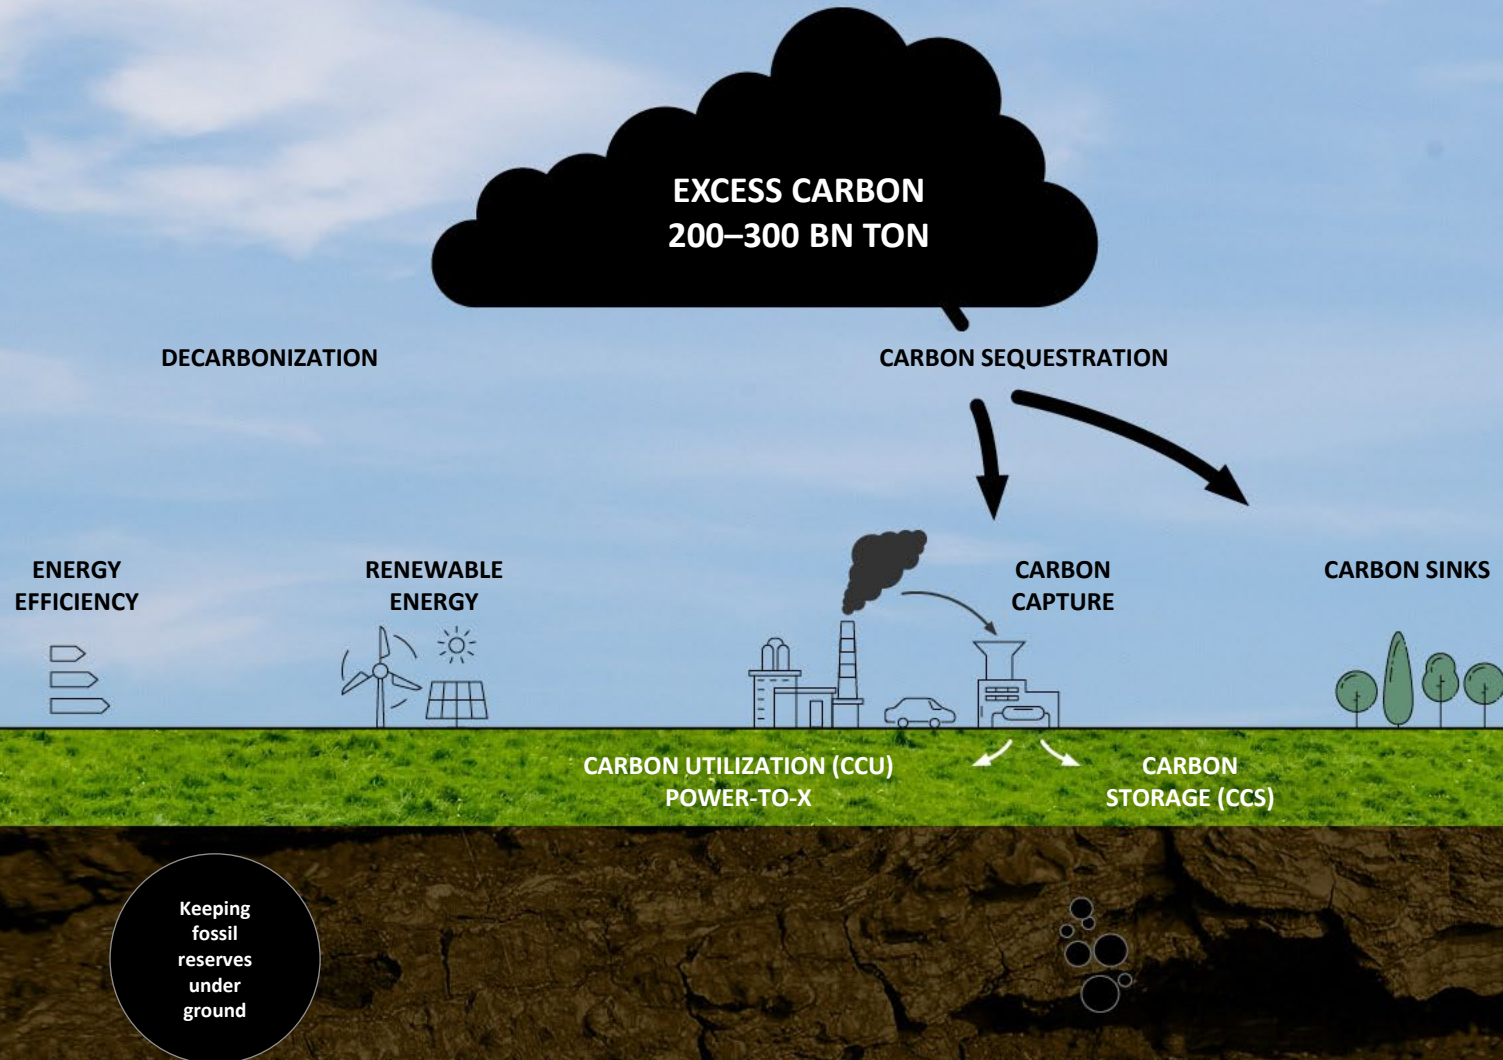 EXCESS CARBON
200–300 BN TON
DECARBONIZATION
CARBON SEQUESTRATION
ENERGY
EFFICIENCY
RENEWABLE
ENERGY
CARBON
CAPTURE
CARBON SINKS
CARBON UTILIZATION (CCU)
POWER-TO-X
CARBON
STORAGE (CCS)
Keeping
fossil
reserves
under
ground